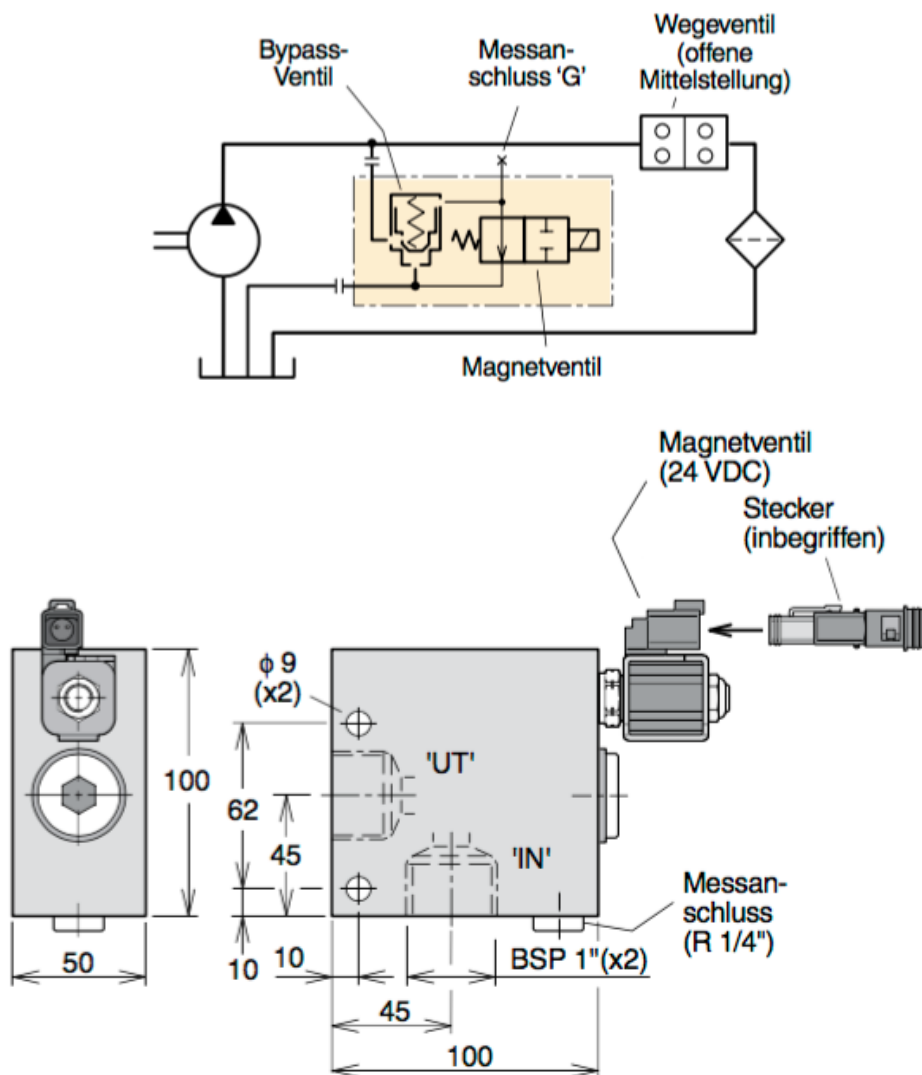 Bypass-
Ventil
Messan-
schluss 'G'
Wegeventil
(offene
Mittelstellung)
Magnetventil
Magnetventil
(24 VDC)
Stecker
(inbegriffen)
ϕ 9
(x2)
'UT'
100
62
45
'IN'
Messan-
schluss
(R 1/4")
50
10
10
BSP 1"(x2)
45
100